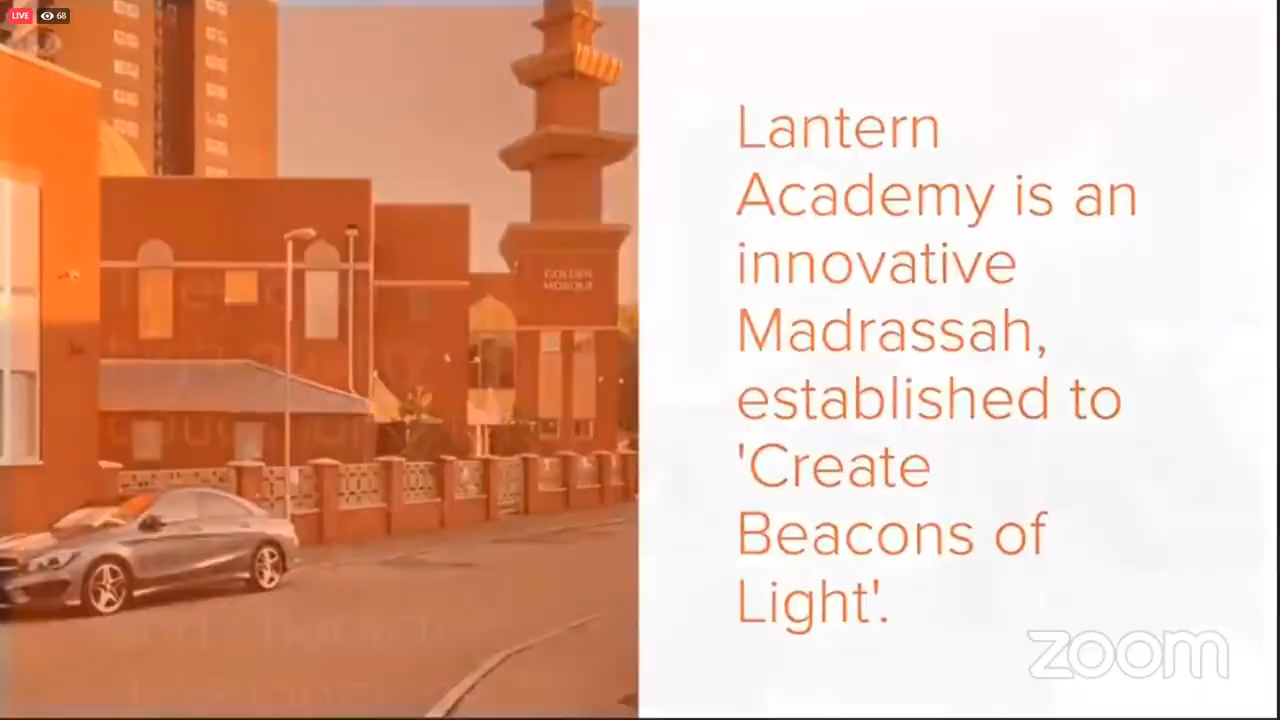 LIVE 68
GOLDEN
MOSQUE
Lantern
Academy is an
innovative
Madrassah,
established to
'Create
Beacons of
Light'.
zoom